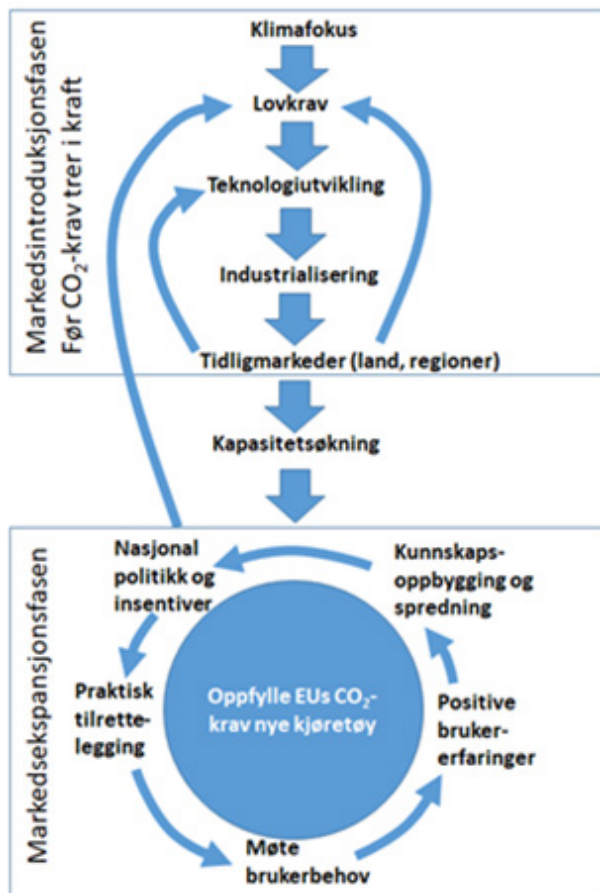 Markedsintroduksjonsfasen
Før CO₂-krav trer i kraft
Klimafokus
Lovkrav
Teknologiutvikling
Industrialisering
Tidligmarkeder (land, regioner)
Kapasitetsøkning
Markedsekspansjonsfasen
Nasjonal
politikk og
insentiver
Kunnskaps-
oppbygging og
spredning
Praktisk
tilrette-
legging
Oppfylle EUs CO₂-
krav nye kjøretøy
Positive
bruker-
erfaringer
Møte
brukerbehov